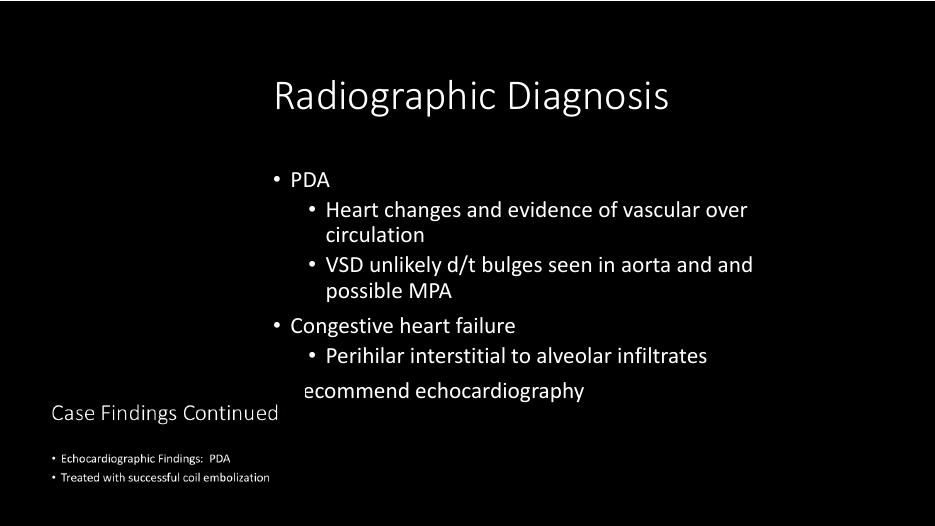 Radiographic Diagnosis
• PDA
• Heart changes and evidence of vascular over
circulation
• VSD unlikely d/t bulges seen in aorta and and
possible MPA
• Congestive heart failure
• Perihilar interstitial to alveolar infiltrates
ecommend echocardiography
Case Findings Continued
• Echocardiographic Findings: PDA
• Treated with successful coil embolization